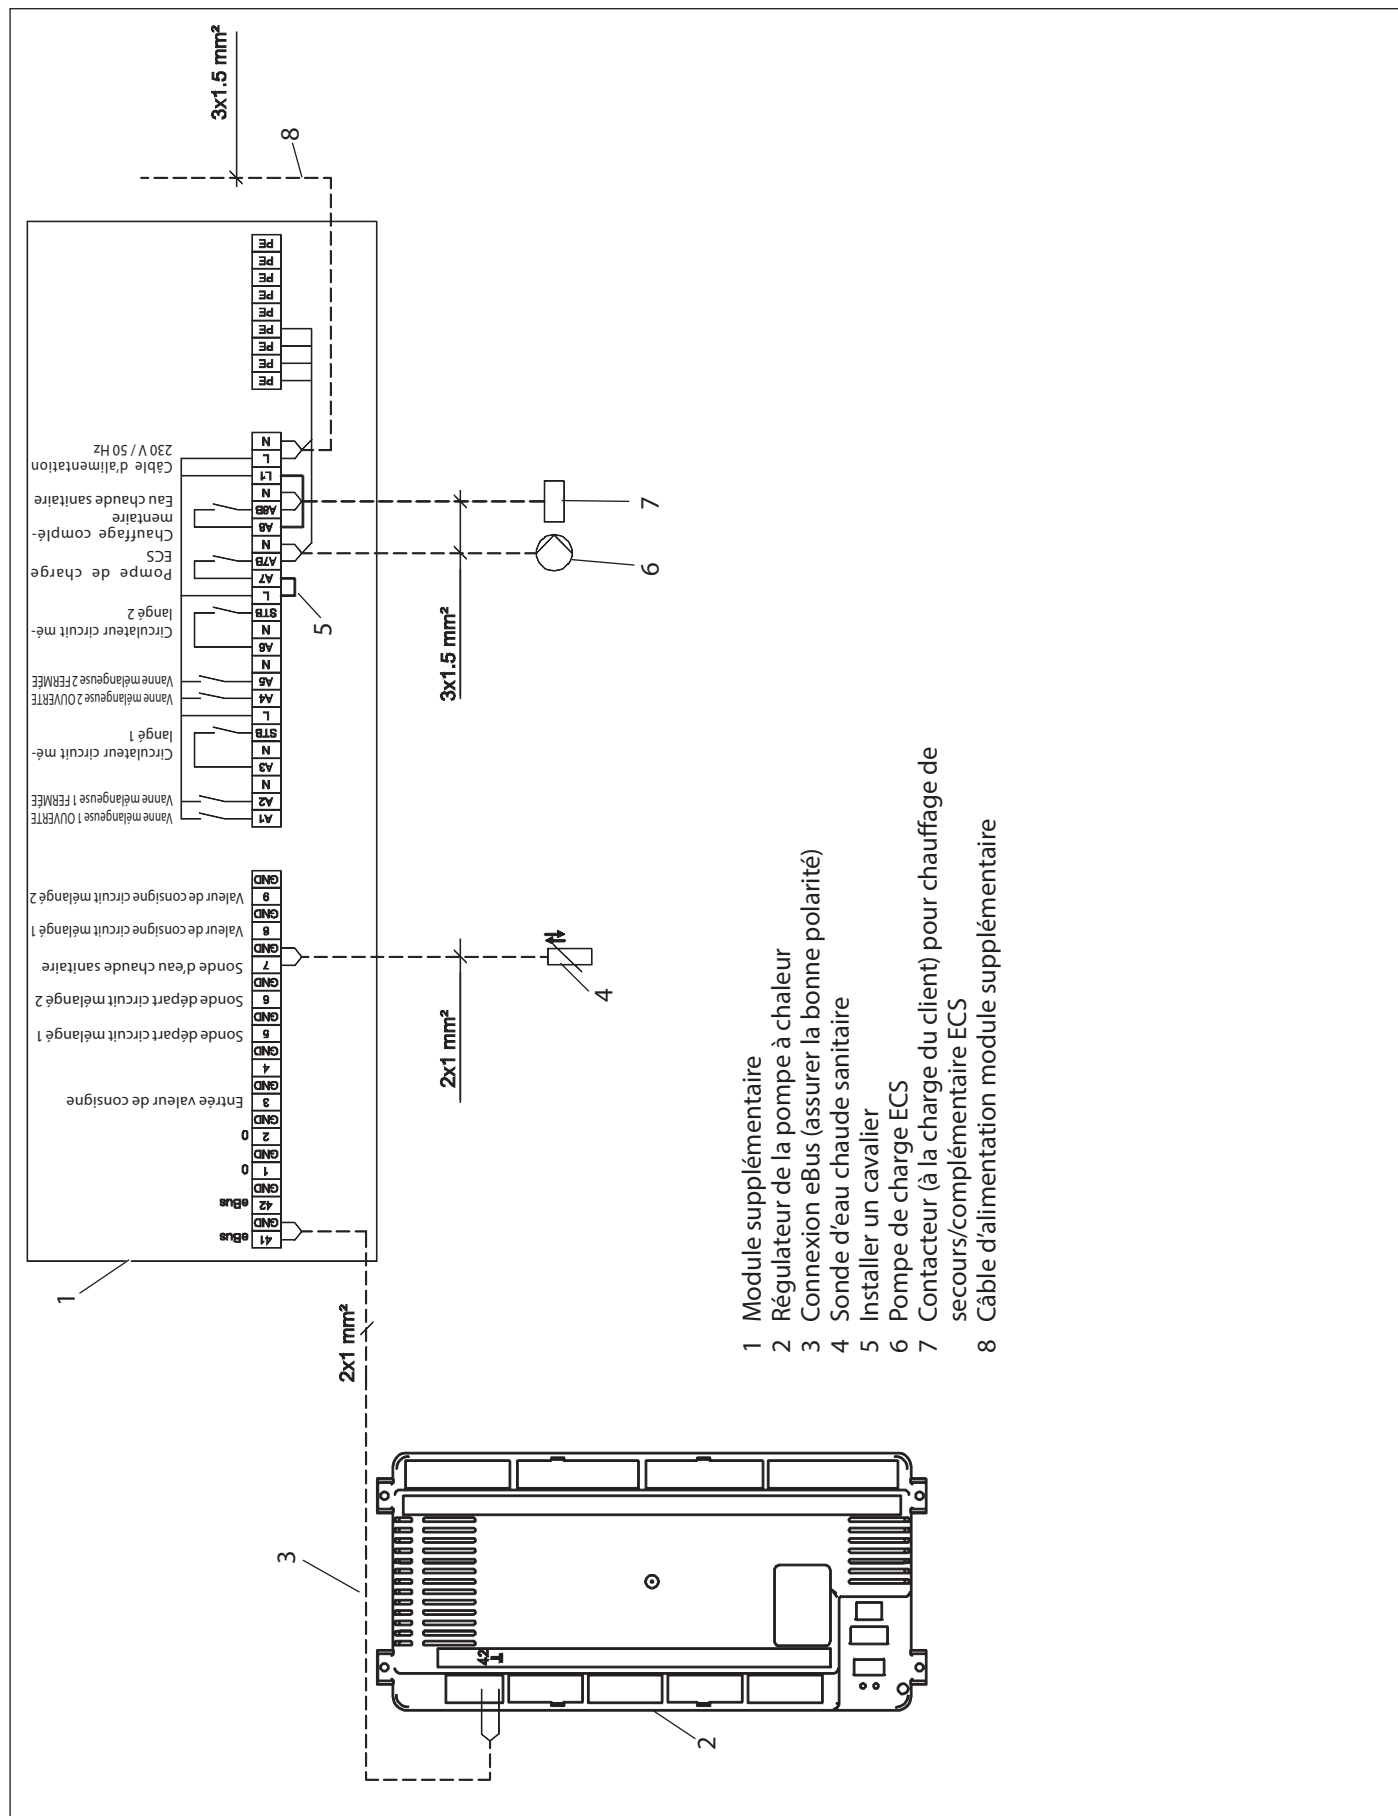 3x1.5 mm²
8
PE
PE
PE
PE
PE
PE
PE
PE
PE
Câble d'alimentation
230 V / 50 Hz
Eau chaude sanitaire
Chauffage complé-
mentaire
Pompe de charge
ECS
Circulateur circuit mé-
langé 2
Vanne mélangeuse 2 FERMÉE
Vanne mélangeuse 2 OUVERTE
Circulateur circuit mé-
langé 1
Vanne mélangeuse 1 FERMÉE
Vanne mélangeuse 1 OUVERTE
N
L
L1
N
A8B
A8
N
A7B
A7
L
STB
N
A6
N
A5
A4
L
STB
N
A3
N
A2
A1
5
7
6
3x1.5 mm²
Valeur de consigne circuit mélangé 2
Valeur de consigne circuit mélangé 1
Sonde d'eau chaude sanitaire
Sonde départ circuit mélangé 2
Sonde départ circuit mélangé 1
Entrée valeur de consigne
0
0
eBus
eBus
GND
9
GND
8
GND
7
GND
6
GND
5
GND
4
GND
3
GND
2
GND
1
GND
42
GND
41
4
2x1 mm²
1
2x1 mm²
3
42
2
1 Module supplémentaire
2 Régulateur de la pompe à chaleur
3 Connexion eBus (assurer la bonne polarité)
4 Sonde d'eau chaude sanitaire
5 Installer un cavalier
6 Pompe de charge ECS
7 Contacteur (à la charge du client) pour chauffage de
secours/complémentaire ECS
8 Câble d'alimentation module supplémentaire